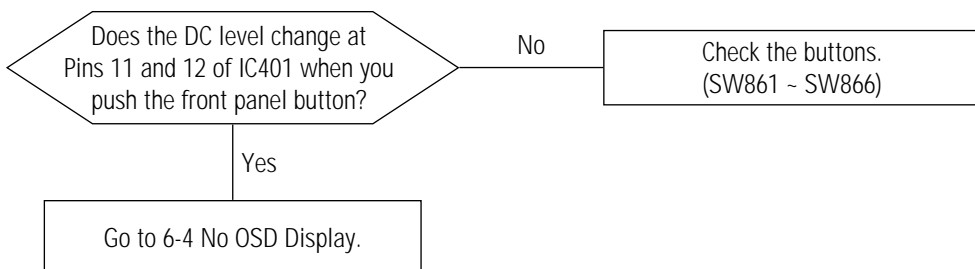 Does the DC level change at
Pins 11 and 12 of IC401 when you
push the front panel button?
No
Check the buttons.
(SW861 ~ SW866)
Yes
Go to 6-4 No OSD Display.